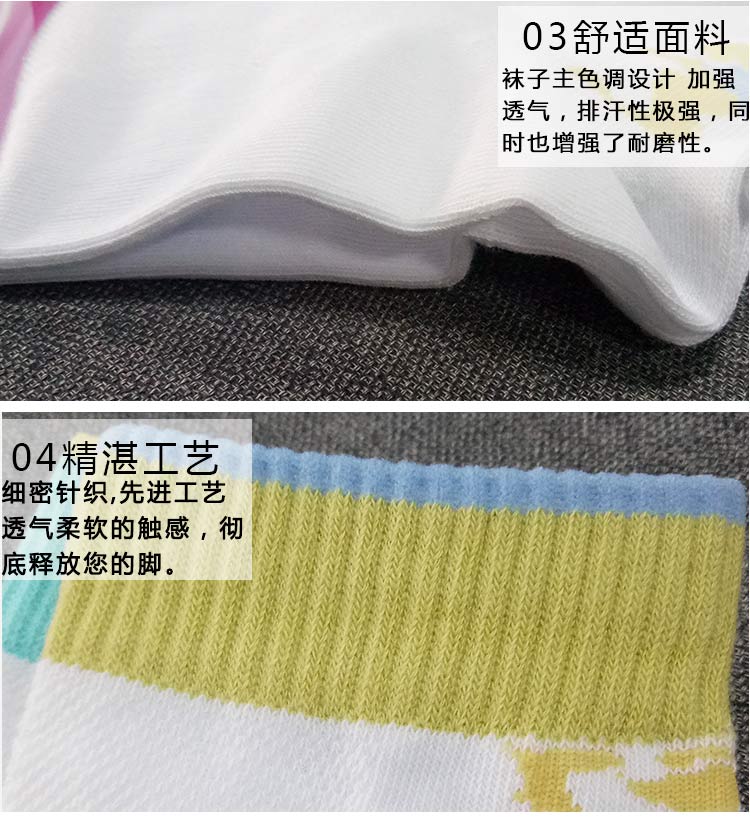 03舒适面料
袜子主色调设计 加强
透气，排汗性极强，同
时也增强了耐磨性。
04精湛工艺
细密针织,先进工艺
透气柔软的触感，彻
底释放您的脚。